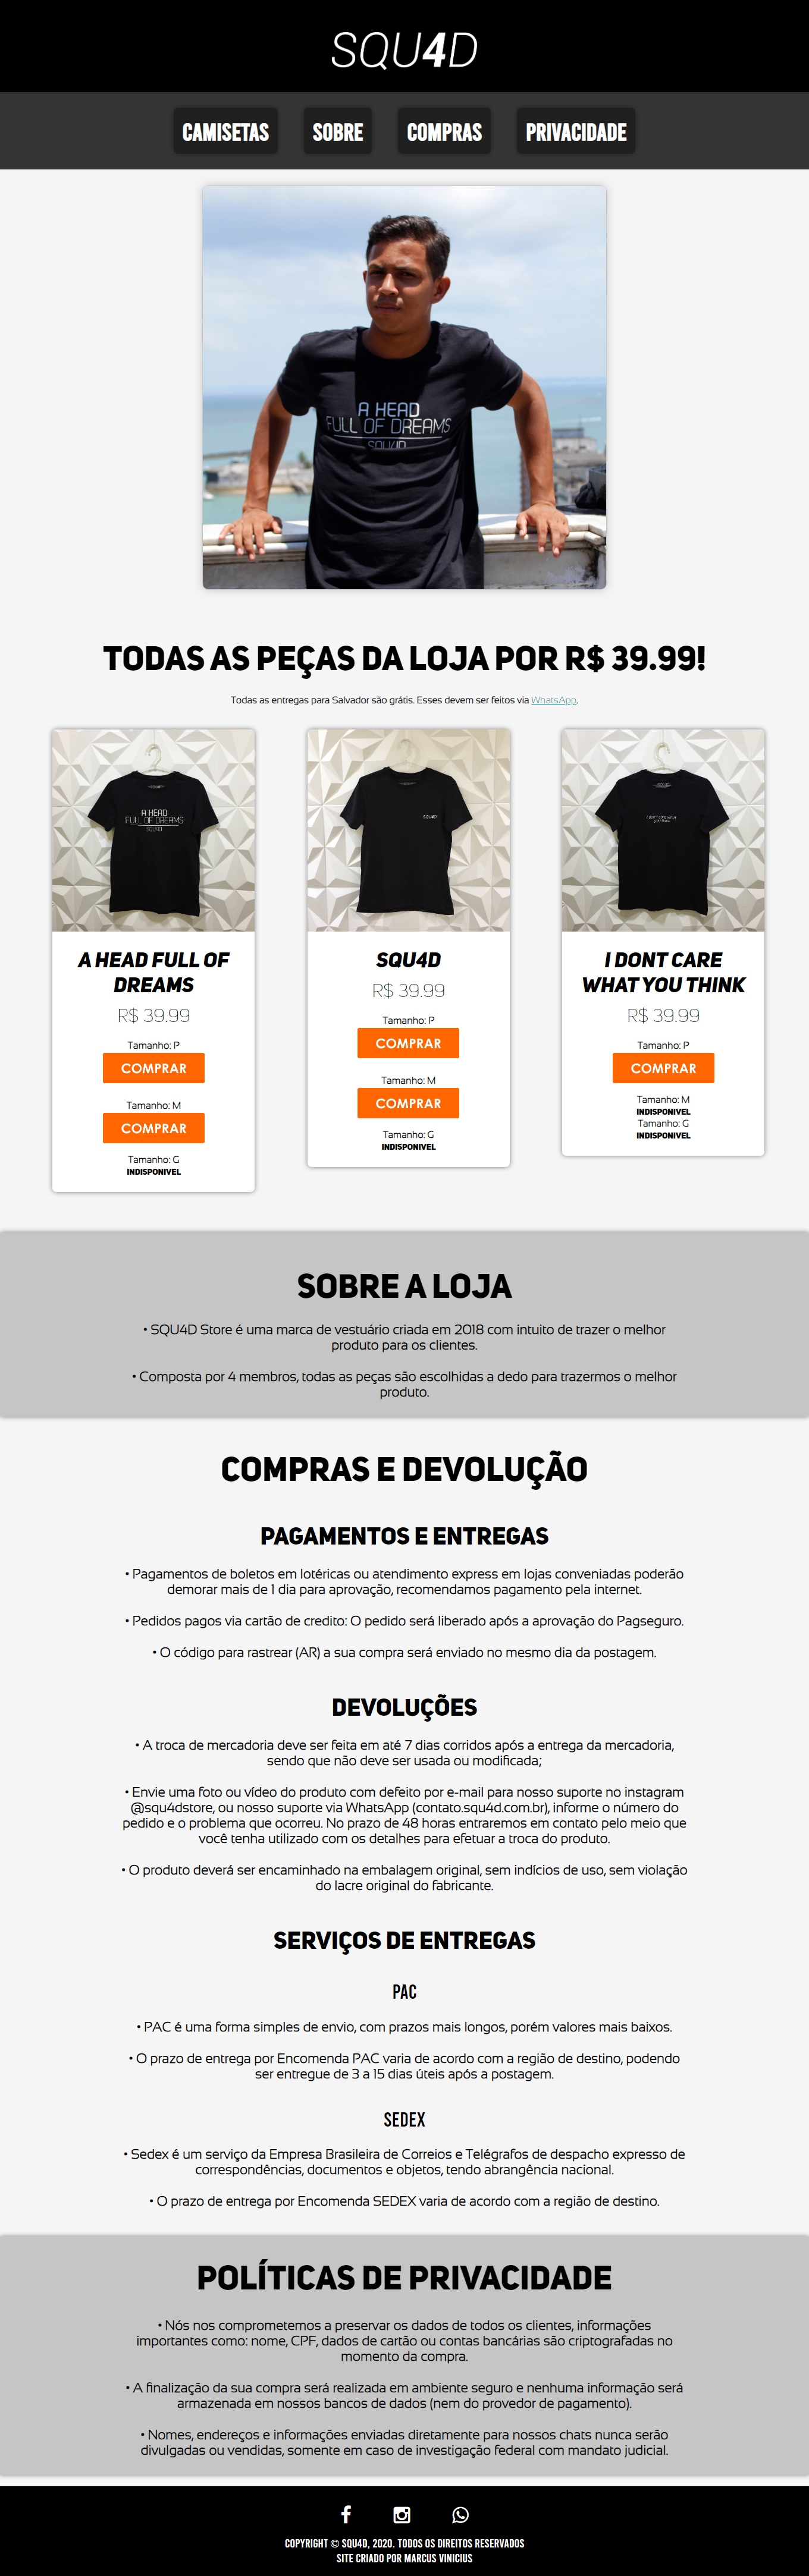 SQU4D
CAMISETAS SOBRE COMPRAS PRIVACIDADE
A HEAD
FULL OF DREAMS
SQU4D
TODAS AS PEÇAS DA LOJA POR R$ 39.99!
Todas as entregas para Salvador são grátis. Esses devem ser feitos via WhatsApp.
A HEAD
FULL OF DREAMS
SQU4D
A HEAD FULL OF
DREAMS
R$ 39.99
Tamanho: P
COMPRAR
Tamanho: M
COMPRAR
Tamanho: G
INDISPONIVEL
SQU4D
SQU4D
R$ 39.99
Tamanho: P
COMPRAR
Tamanho: M
COMPRAR
Tamanho: G
INDISPONIVEL
SQU4D
I don't care what
you think
I DONT CARE
WHAT YOU THINK
R$ 39.99
Tamanho: P
COMPRAR
Tamanho: M
INDISPONIVEL
Tamanho: G
INDISPONIVEL
SOBRE A LOJA
• SQU4D Store é uma marca de vestuário criada em 2018 com intuito de trazer o melhor
produto para os clientes.
• Composta por 4 membros, todas as peças são escolhidas a dedo para trazermos o melhor
produto.
COMPRAS E DEVOLUÇÃO
PAGAMENTOS E ENTREGAS
• Pagamentos de boletos em lotéricas ou atendimento express em lojas conveniadas poderão
demorar mais de 1 dia para aprovação, recomendamos pagamento pela internet.
• Pedidos pagos via cartão de credito: O pedido será liberado após a aprovação do Pagseguro.
• O código para rastrear (AR) a sua compra será enviado no mesmo dia da postagem.
DEVOLUÇÕES
• A troca de mercadoria deve ser feita em até 7 dias corridos após a entrega da mercadoria,
sendo que não deve ser usada ou modificada;
• Envie uma foto ou vídeo do produto com defeito por e-mail para nosso suporte no instagram
@squ4dstore, ou nosso suporte via WhatsApp (contato.squ4d.com.br), informe o número do
pedido e o problema que ocorreu. No prazo de 48 horas entraremos em contato pelo meio que
você tenha utilizado com os detalhes para efetuar a troca do produto.
• O produto deverá ser encaminhado na embalagem original, sem indícios de uso, sem violação
do lacre original do fabricante.
SERVIÇOS DE ENTREGAS
PAC
• PAC é uma forma simples de envio, com prazos mais longos, porém valores mais baixos.
• O prazo de entrega por Encomenda PAC varia de acordo com a região de destino, podendo
ser entregue de 3 a 15 dias úteis após a postagem.
SEDEX
• Sedex é um serviço da Empresa Brasileira de Correios e Telégrafos de despacho expresso de
correspondências, documentos e objetos, tendo abrangência nacional.
• O prazo de entrega por Encomenda SEDEX varia de acordo com a região de destino.
POLÍTICAS DE PRIVACIDADE
• Nós nos comprometemos a preservar os dados de todos os clientes, informações
importantes como: nome, CPF, dados de cartão ou contas bancárias são criptografadas no
momento da compra.
• A finalização da sua compra será realizada em ambiente seguro e nenhuma informação será
armazenada em nossos bancos de dados (nem do provedor de pagamento).
• Nomes, endereços e informações enviadas diretamente para nossos chats nunca serão
divulgadas ou vendidas, somente em caso de investigação federal com mandato judicial.
COPYRIGHT © SQU4D, 2020. TODOS OS DIREITOS RESERVADOS
SITE CRIADO POR MARCUS VINICIUS